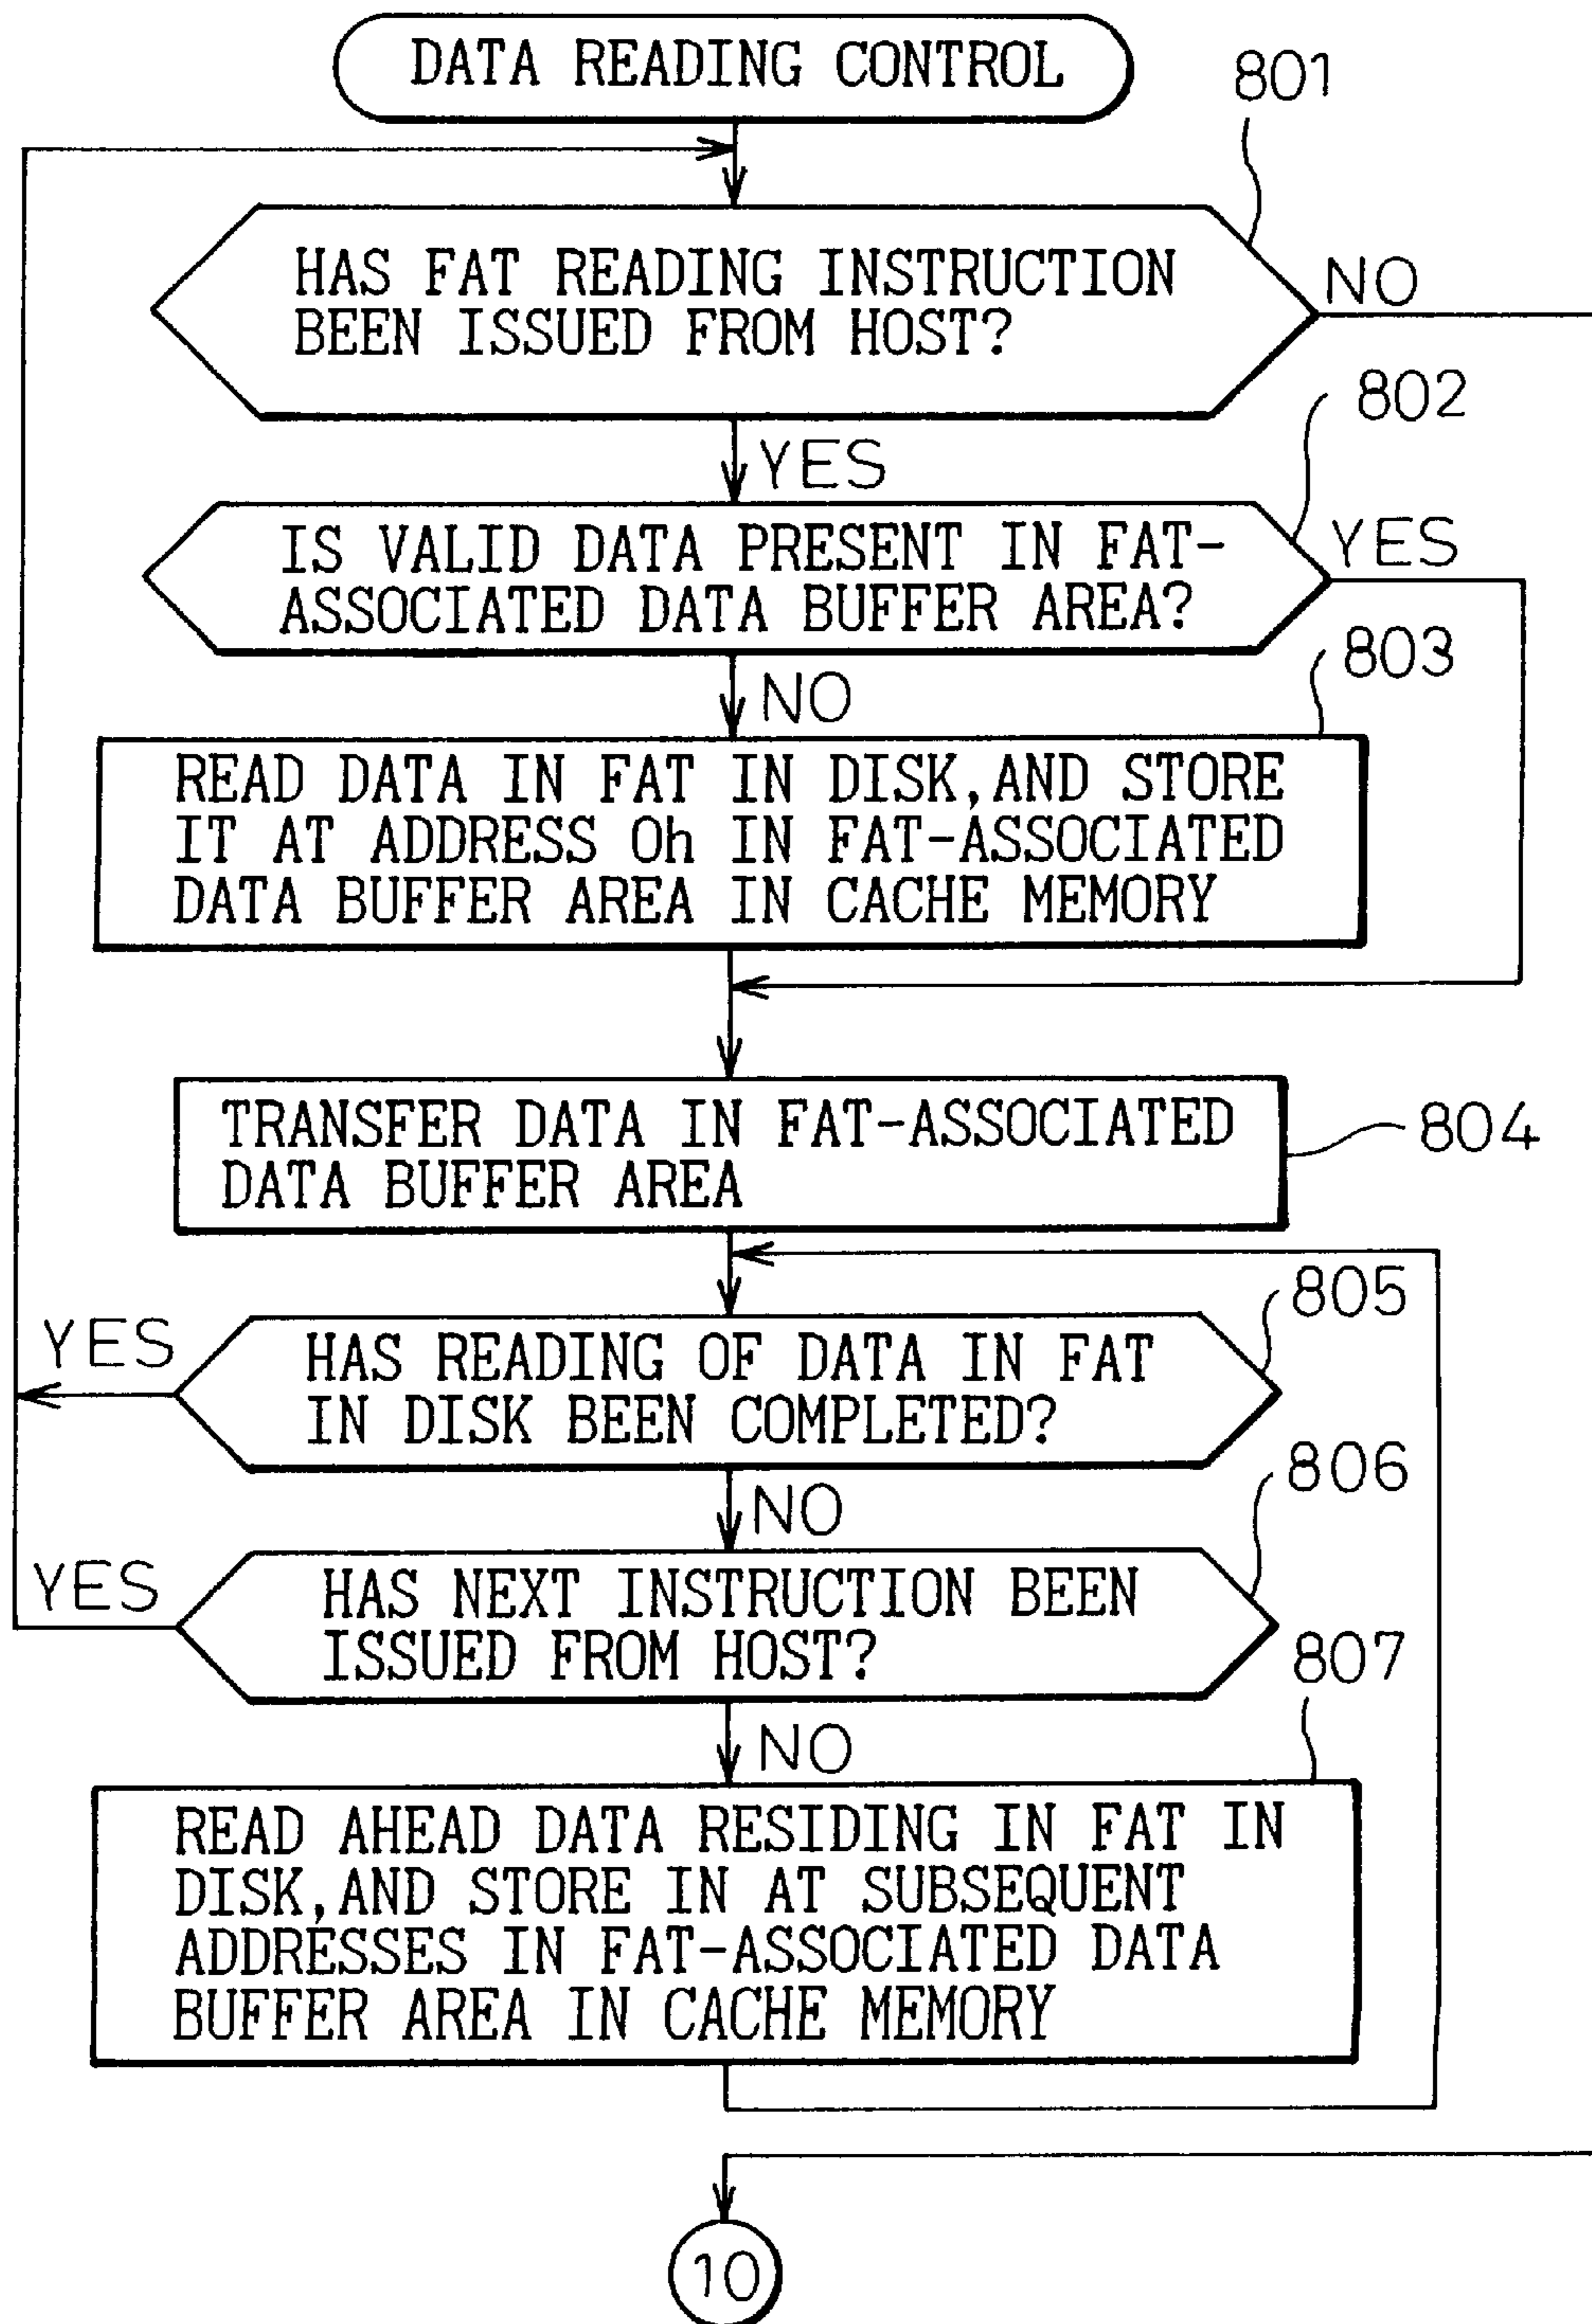 DATA READING CONTROL
801
HAS FAT READING INSTRUCTION
BEEN ISSUED FROM HOST?
NO
802
YES
IS VALID DATA PRESENT IN FAT-
ASSOCIATED DATA BUFFER AREA?
YES
803
NO
READ DATA IN FAT IN DISK,AND STORE
IT AT ADDRESS 0h IN FAT-ASSOCIATED
DATA BUFFER AREA IN CACHE MEMORY
TRANSFER DATA IN FAT-ASSOCIATED
DATA BUFFER AREA
804
805
YES
HAS READING OF DATA IN FAT
IN DISK BEEN COMPLETED?
806
NO
YES
HAS NEXT INSTRUCTION BEEN
ISSUED FROM HOST?
807
NO
READ AHEAD DATA RESIDING IN FAT IN
DISK,AND STORE IN AT SUBSEQUENT
ADDRESSES IN FAT-ASSOCIATED DATA
BUFFER AREA IN CACHE MEMORY
10